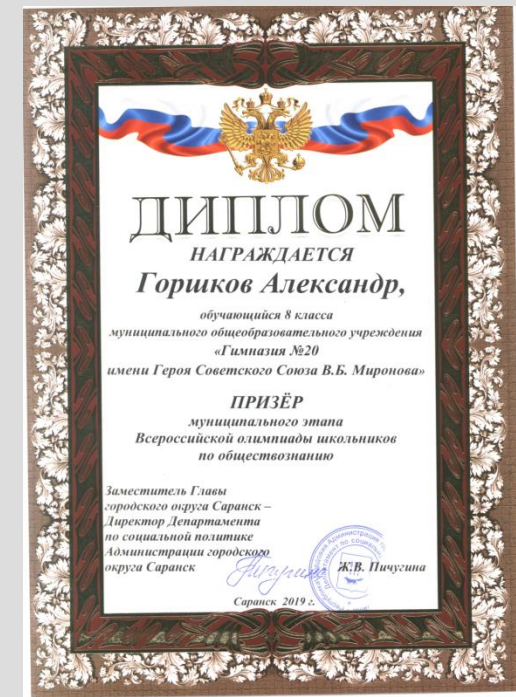 ДИПЛОМ
НАГРАЖДАЕТСЯ
Горшков Александр,
обучающийся 8 класса
муниципального общеобразовательного учреждения
«Гимназия №20
имени Героя Советского Союза В.Б. Миронова»
ПРИЗЁР
муниципального этапа
Всероссийской олимпиады школьников
по обществознанию
Заместитель Главы
городского округа Саранск –
Директор Департамента
по социальной политике
Администрации городского
округа Саранск Ж.В. Пичугина
Саранск 2019 г.